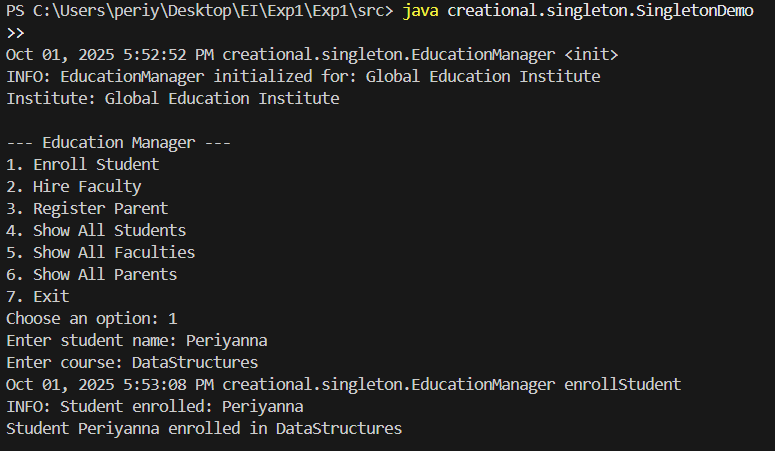 PS C:\Users\periy\Desktop\EI\Exp1\Exp1\src> java creational.singleton.SingletonDemo
>>
Oct 01, 2025 5:52:52 PM creational.singleton.EducationManager <init>
INFO: EducationManager initialized for: Global Education Institute
Institute: Global Education Institute

--- Education Manager ---
1. Enroll Student
2. Hire Faculty
3. Register Parent
4. Show All Students
5. Show All Faculties
6. Show All Parents
7. Exit
Choose an option: 1
Enter student name: Periyanna
Enter course: DataStructures
Oct 01, 2025 5:53:08 PM creational.singleton.EducationManager enrollStudent
INFO: Student enrolled: Periyanna
Student Periyanna enrolled in DataStructures